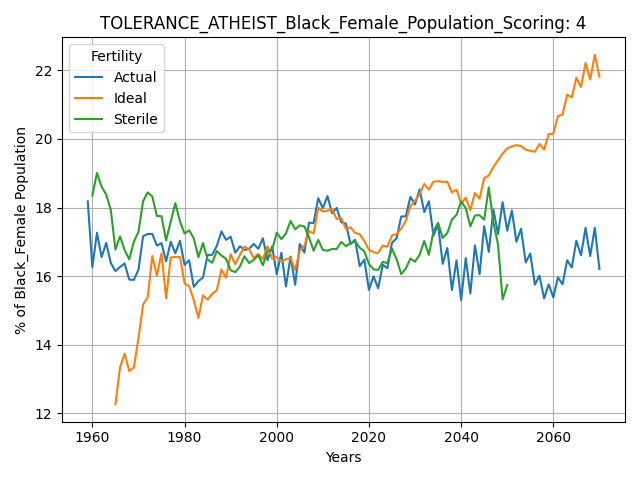 TOLERANCE_ATHEIST_Black_Female_Population_Scoring: 4
Fertility
Actual
Ideal
Sterile
% of Black_Female Population
22
20
18
16
14
12
1960 1980 2000 2020 2040 2060
Years